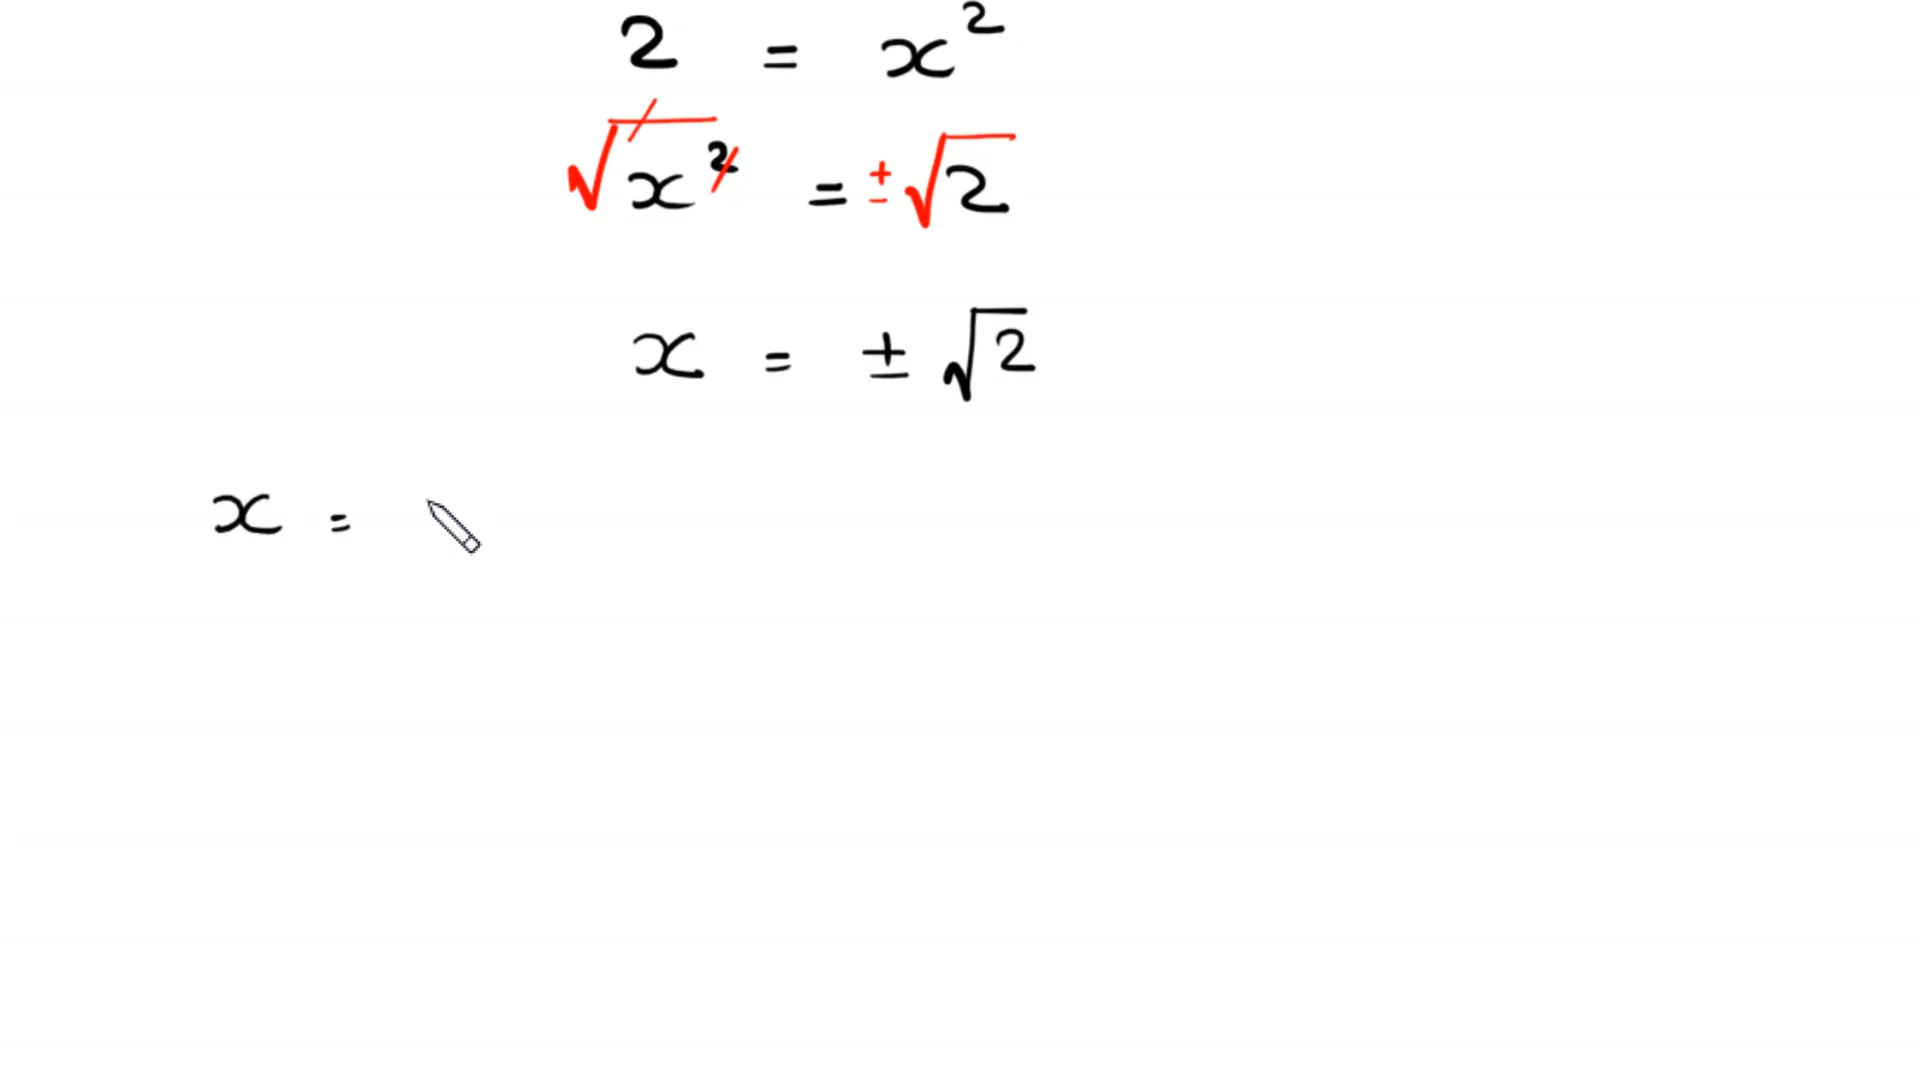 2 = x²
√x² = ±√2
x = ±√2
x =